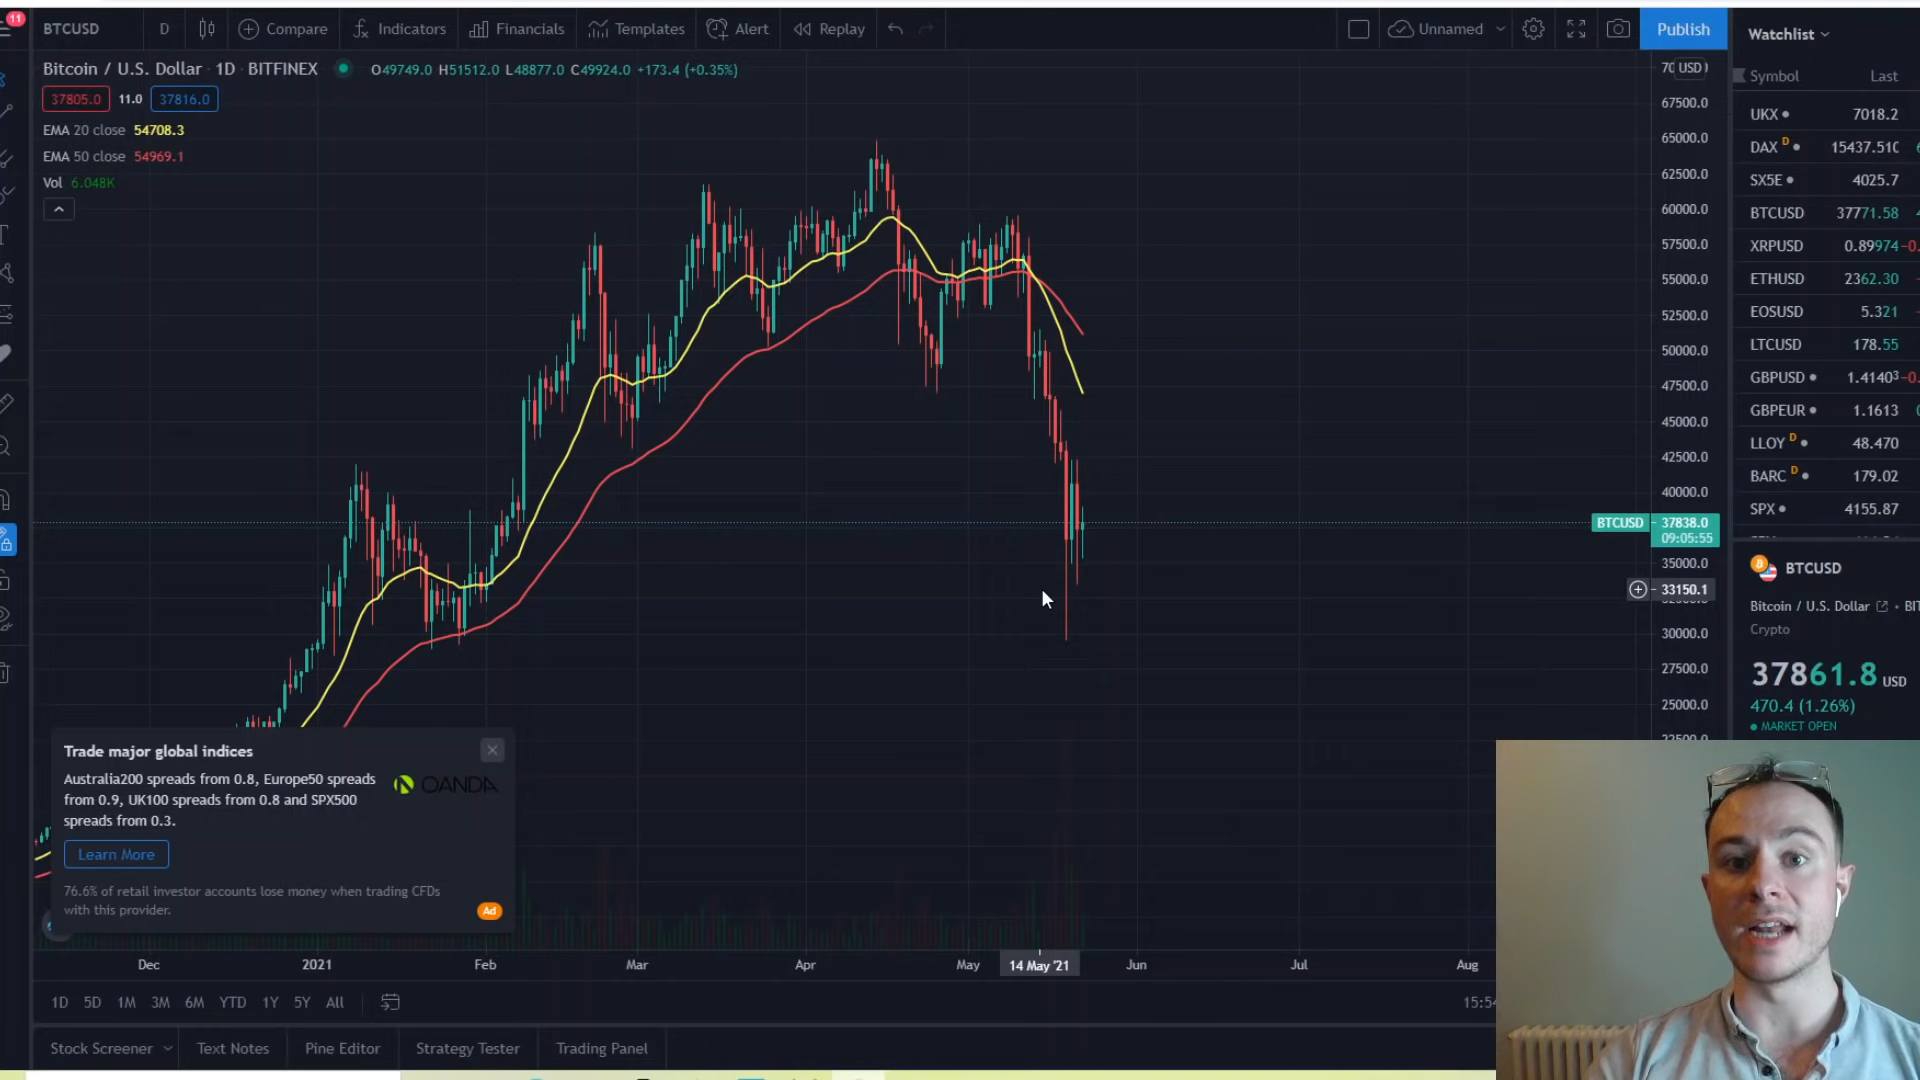 11
BTCUSD D Compare Indicators Financials Templates Alert Replay Unnamed Publish
Watchlist
Bitcoin / U.S. Dollar · 1D · BITFINEX O49749.0 H51512.0 L48877.0 C49924.0 +173.4 (+0.35%)
37805.0 11.0 37816.0
EMA 20 close 54708.3
EMA 50 close 54969.1
Vol 6.048K
USD
67500.0
65000.0
62500.0
60000.0
57500.0
55000.0
52500.0
50000.0
47500.0
45000.0
42500.0
40000.0
BTCUSD 37838.0
09:05:55
35000.0
33150.1
30000.0
27500.0
25000.0
22500.0
Symbol Last
UKX 7018.2
DAX D 15437.510
SX5E 4025.7
BTCUSD 37771.58
XRPUSD 0.89974 -0.
ETHUSD 2362.30
EOSUSD 5.321
LTCUSD 178.55
GBPUSD 1.41403 -0.
GBPEUR 1.1613
LLOY D 48.470
BARC D 179.02
SPX 4155.87
BTCUSD
Bitcoin / U.S. Dollar · BIT
Crypto
37861.8 USD
470.4 (1.26%)
MARKET OPEN
Trade major global indices
Australia200 spreads from 0.8, Europe50 spreads
from 0.9, UK100 spreads from 0.8 and SPX500
spreads from 0.3.
OANDA
Learn More
76.6% of retail investor accounts lose money when trading CFDs
with this provider.
Ad
Dec 2021 Feb Mar Apr May 14 May '21 Jun Jul Aug
1D 5D 1M 3M 6M YTD 1Y 5Y All 15:54
Stock Screener Text Notes Pine Editor Strategy Tester Trading Panel